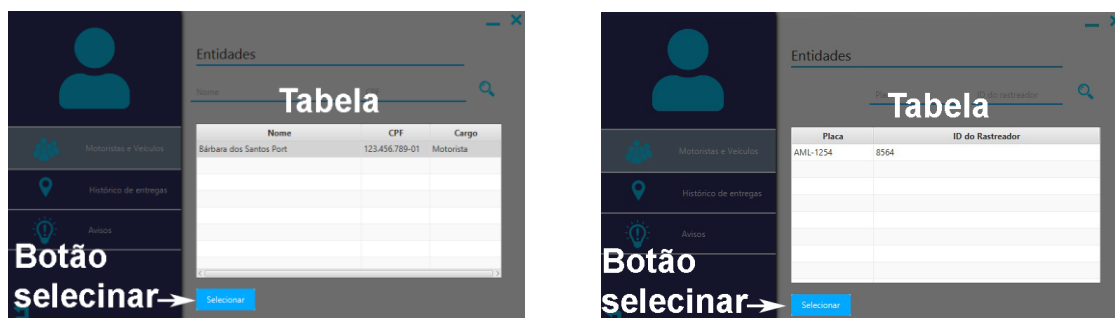 Entidades
Nome CPF
Tabela
Nome CPF Cargo
Bárbara dos Santos Port 123.456.789-01 Motorista
Motoristas e Veículos
Histórico de entregas
Avisos
Botão
selecinar
Selecionar
Entidades
Placa ID do rastreador
Tabela
Placa ID do Rastreador
AML-1254 8564
Motoristas e Veículos
Histórico de entregas
Avisos
Botão
selecinar
Selecionar